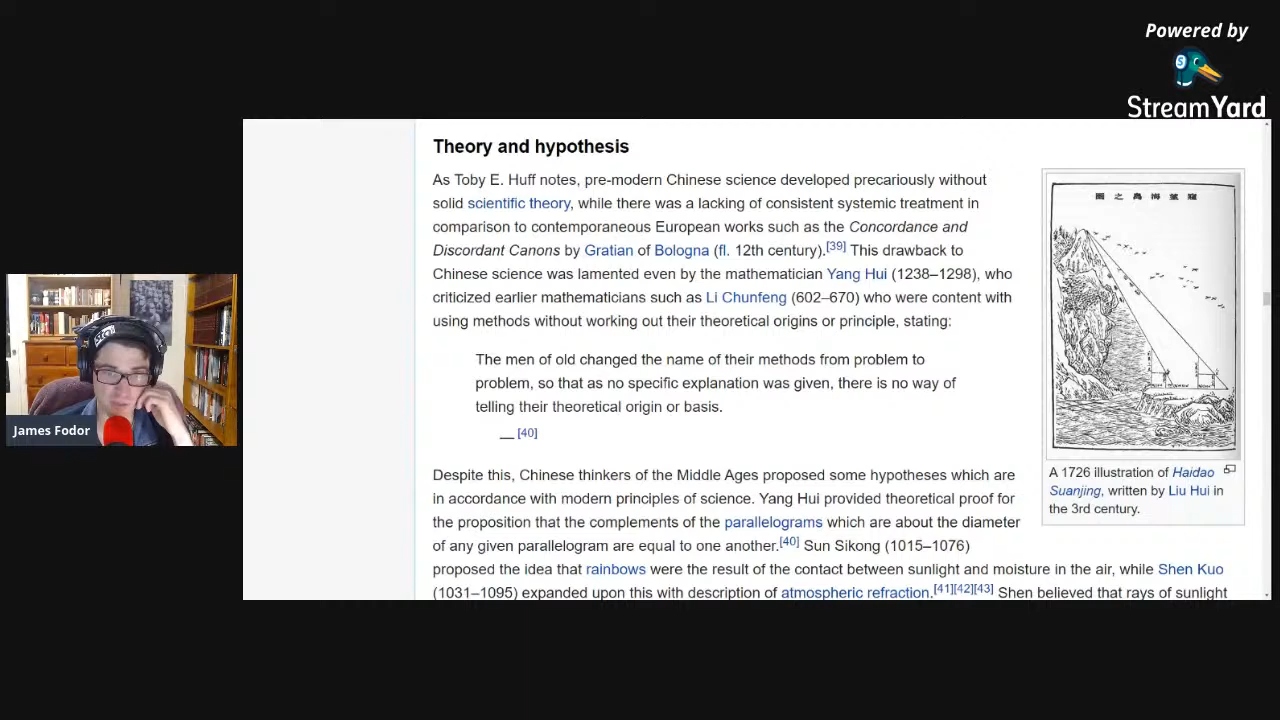 Powered by
StreamYard
Theory and hypothesis
As Toby E. Huff notes, pre-modern Chinese science developed precariously without
solid scientific theory, while there was a lacking of consistent systemic treatment in
comparison to contemporaneous European works such as the Concordance and
Discordant Canons by Gratian of Bologna (fl. 12th century).[39] This drawback to
Chinese science was lamented even by the mathematician Yang Hui (1238–1298), who
criticized earlier mathematicians such as Li Chunfeng (602–670) who were content with
using methods without working out their theoretical origins or principle, stating:
The men of old changed the name of their methods from problem to
problem, so that as no specific explanation was given, there is no way of
telling their theoretical origin or basis.
— [40]
Despite this, Chinese thinkers of the Middle Ages proposed some hypotheses which are
in accordance with modern principles of science. Yang Hui provided theoretical proof for
the proposition that the complements of the parallelograms which are about the diameter
of any given parallelogram are equal to one another.[40] Sun Sikong (1015–1076)
proposed the idea that rainbows were the result of the contact between sunlight and moisture in the air, while Shen Kuo
(1031–1095) expanded upon this with description of atmospheric refraction.[41][42][43] Shen believed that rays of sunlight
圖之島海望窺
A 1726 illustration of Haidao
Suanjing, written by Liu Hui in
the 3rd century.
James Fodor